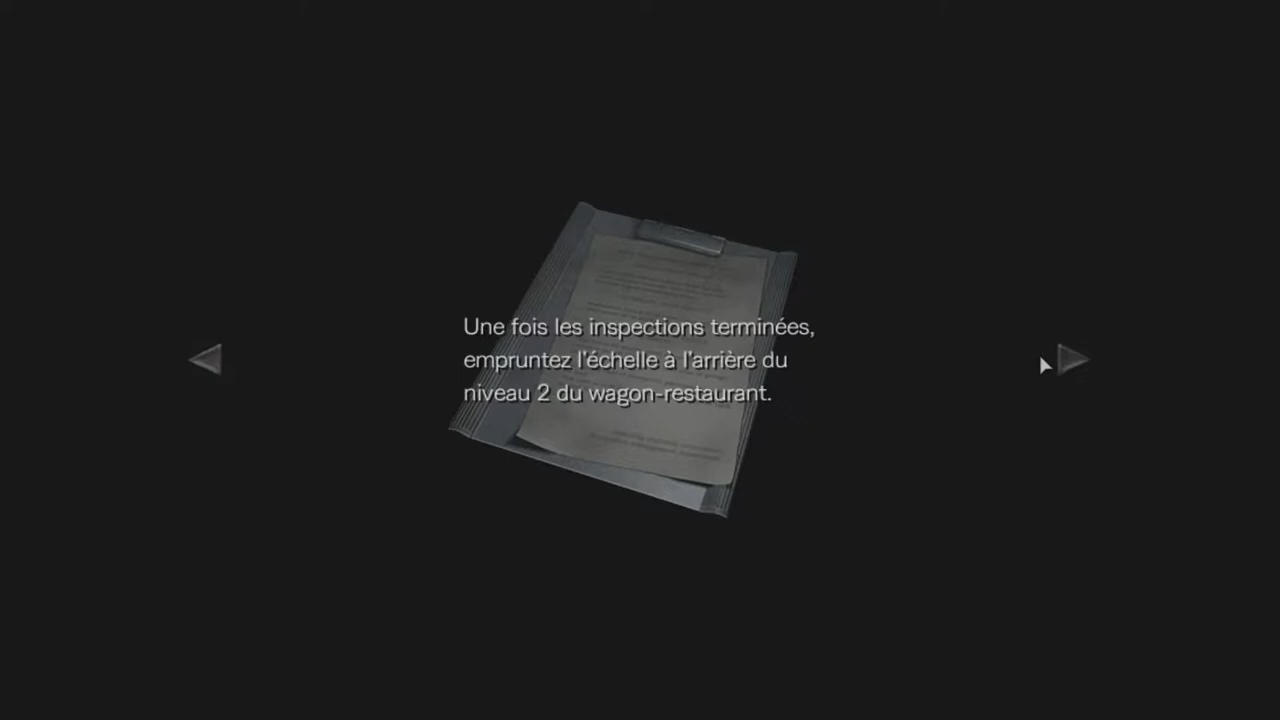 Une fois les inspections terminées,
empruntez l'échelle à l'arrière du
niveau 2 du wagon-restaurant.